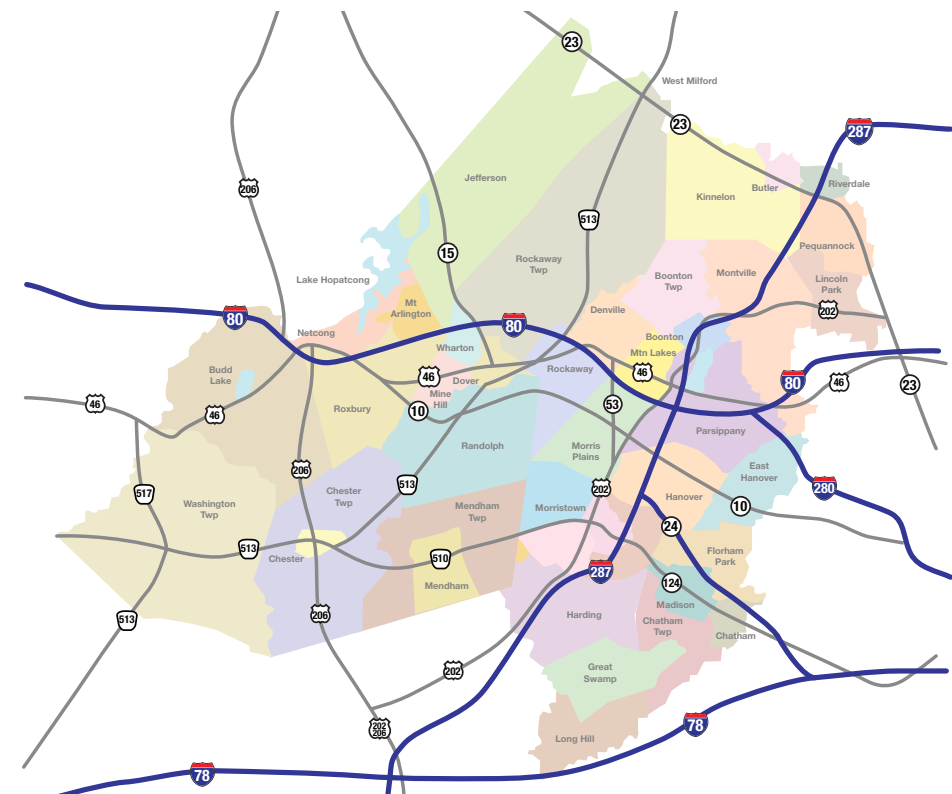 23
West Milford
23
287
Jefferson
206
Kinnelon
Butler
Riverdale
513
15
Pequannock
Rockaway
Twp
Lake Hopatcong
Boonton
Twp
Montville
Lincoln
Park
Mt
Arlington
Denville
202
80
80
Netcong
Wharton
Boonton
Mtn Lakes
Rockaway
46
46
Budd
Lake
Dover
80
46
23
Mine
Hill
46
46
Roxbury
10
53
Parsippany
Randolph
Morris
Plains
206
East
Hanover
513
202
280
517
Chester
Twp
Hanover
Washington
Twp
Mendham
Twp
Morristown
10
24
513
Chester
510
Florham
Park
287
124
Mendham
Madison
206
Harding
513
Chatham
Twp
Chatham
202
Great
Swamp
202
206
78
Long Hill
78